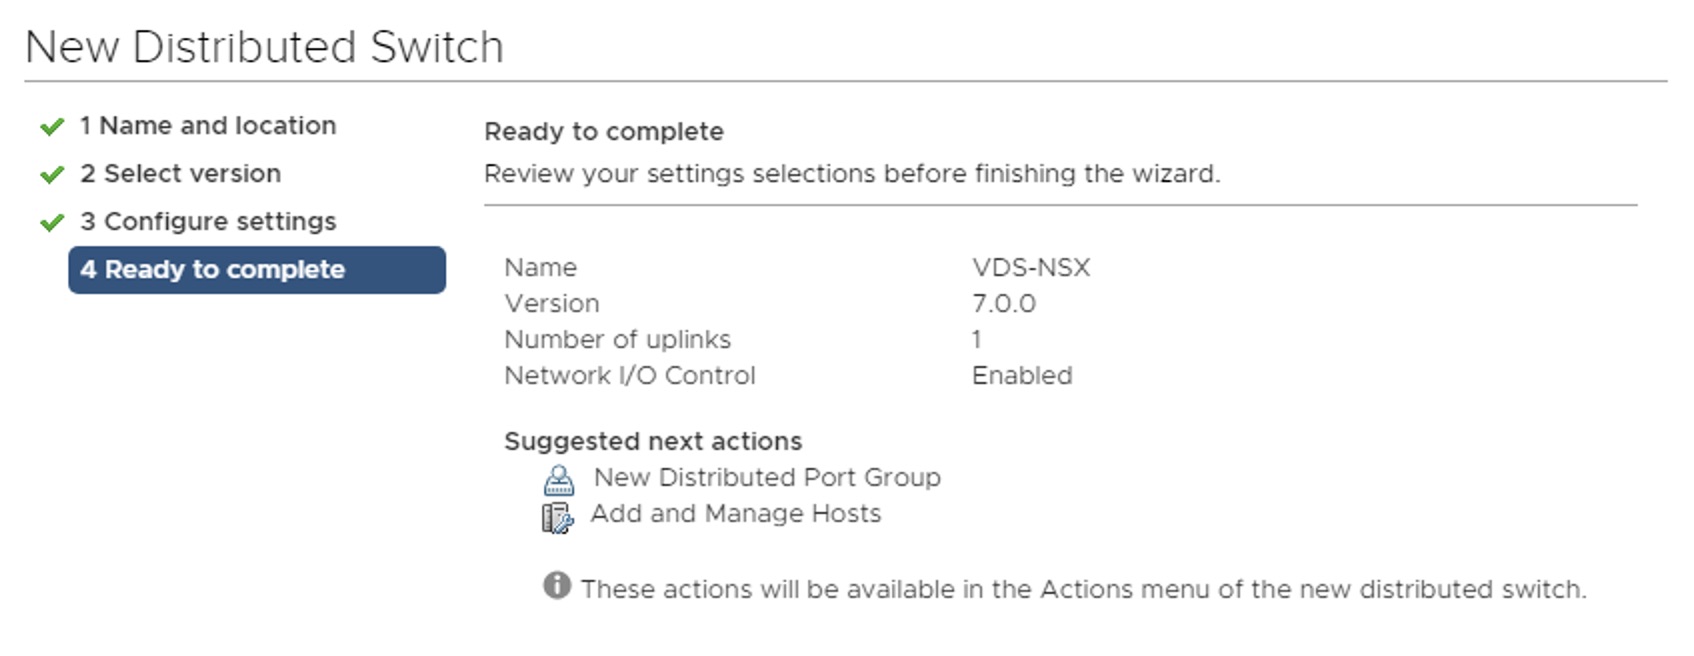 New Distributed Switch
1 Name and location
2 Select version
3 Configure settings
4 Ready to complete
Ready to complete
Review your settings selections before finishing the wizard.
Name VDS-NSX
Version 7.0.0
Number of uplinks 1
Network I/O Control Enabled
Suggested next actions
New Distributed Port Group
Add and Manage Hosts
These actions will be available in the Actions menu of the new distributed switch.